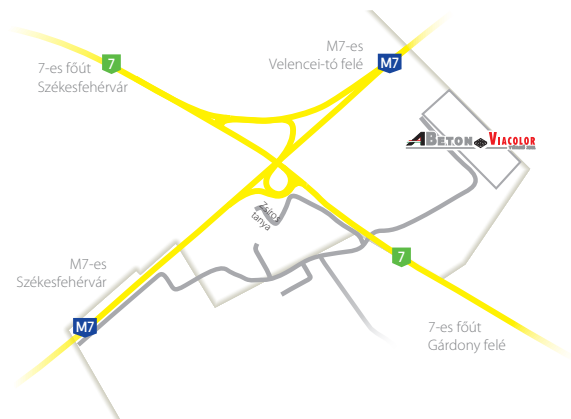 M7-es
Velencei-tó felé
M7
7
7-es főút
Székesfehérvár
ABETON VIACOLOR
Zsíros
tanya
M7-es
Székesfehérvár
7
M7
7-es főút
Gárdony felé